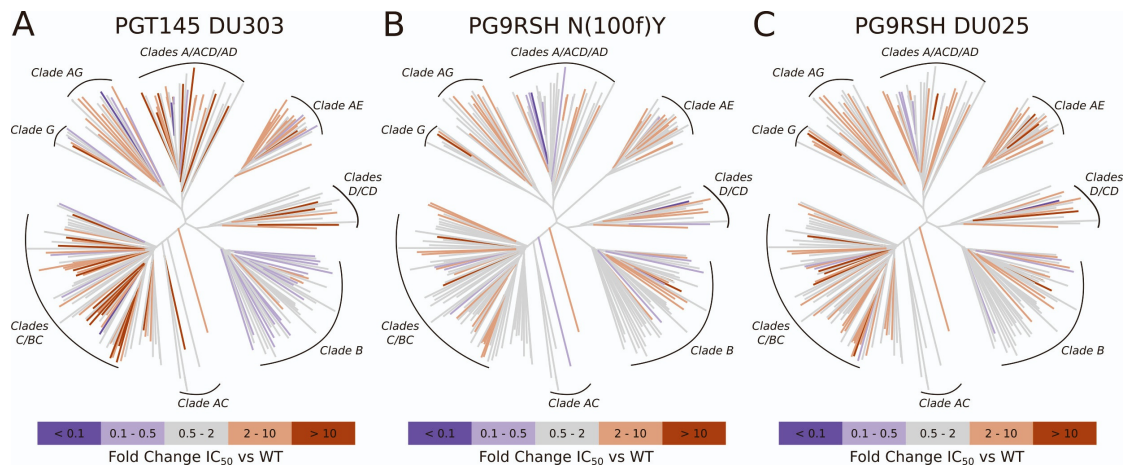 A
PGT145 DU303
Clades A/ACD/AD
Clade AG
Clade AE
Clade G
Clades
D/CD
Clades
C/BC
Clade B
Clade AC
< 0.1
0.1 - 0.5
0.5 - 2
2 - 10
> 10
Fold Change IC50 vs WT
B
PG9RSH N(100f)Y
Clades A/ACD/AD
Clade AG
Clade AE
Clade G
Clades
D/CD
Clades
C/BC
Clade B
Clade AC
< 0.1
0.1 - 0.5
0.5 - 2
2 - 10
> 10
Fold Change IC50 vs WT
C
PG9RSH DU025
Clades A/ACD/AD
Clade AG
Clade AE
Clade G
Clades
D/CD
Clades
C/BC
Clade B
Clade AC
< 0.1
0.1 - 0.5
0.5 - 2
2 - 10
> 10
Fold Change IC50 vs WT